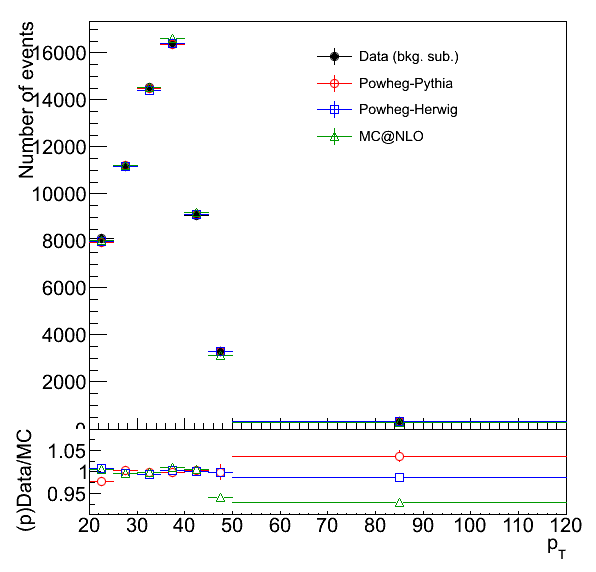 Number of events
16000
14000
12000
10000
8000
6000
4000
2000
0
Data (bkg. sub.)
Powheg-Pythia
Powheg-Herwig
MC@NLO
(p)Data/MC
1.05
1
0.95
20 30 40 50 60 70 80 90 100 110 120
pT